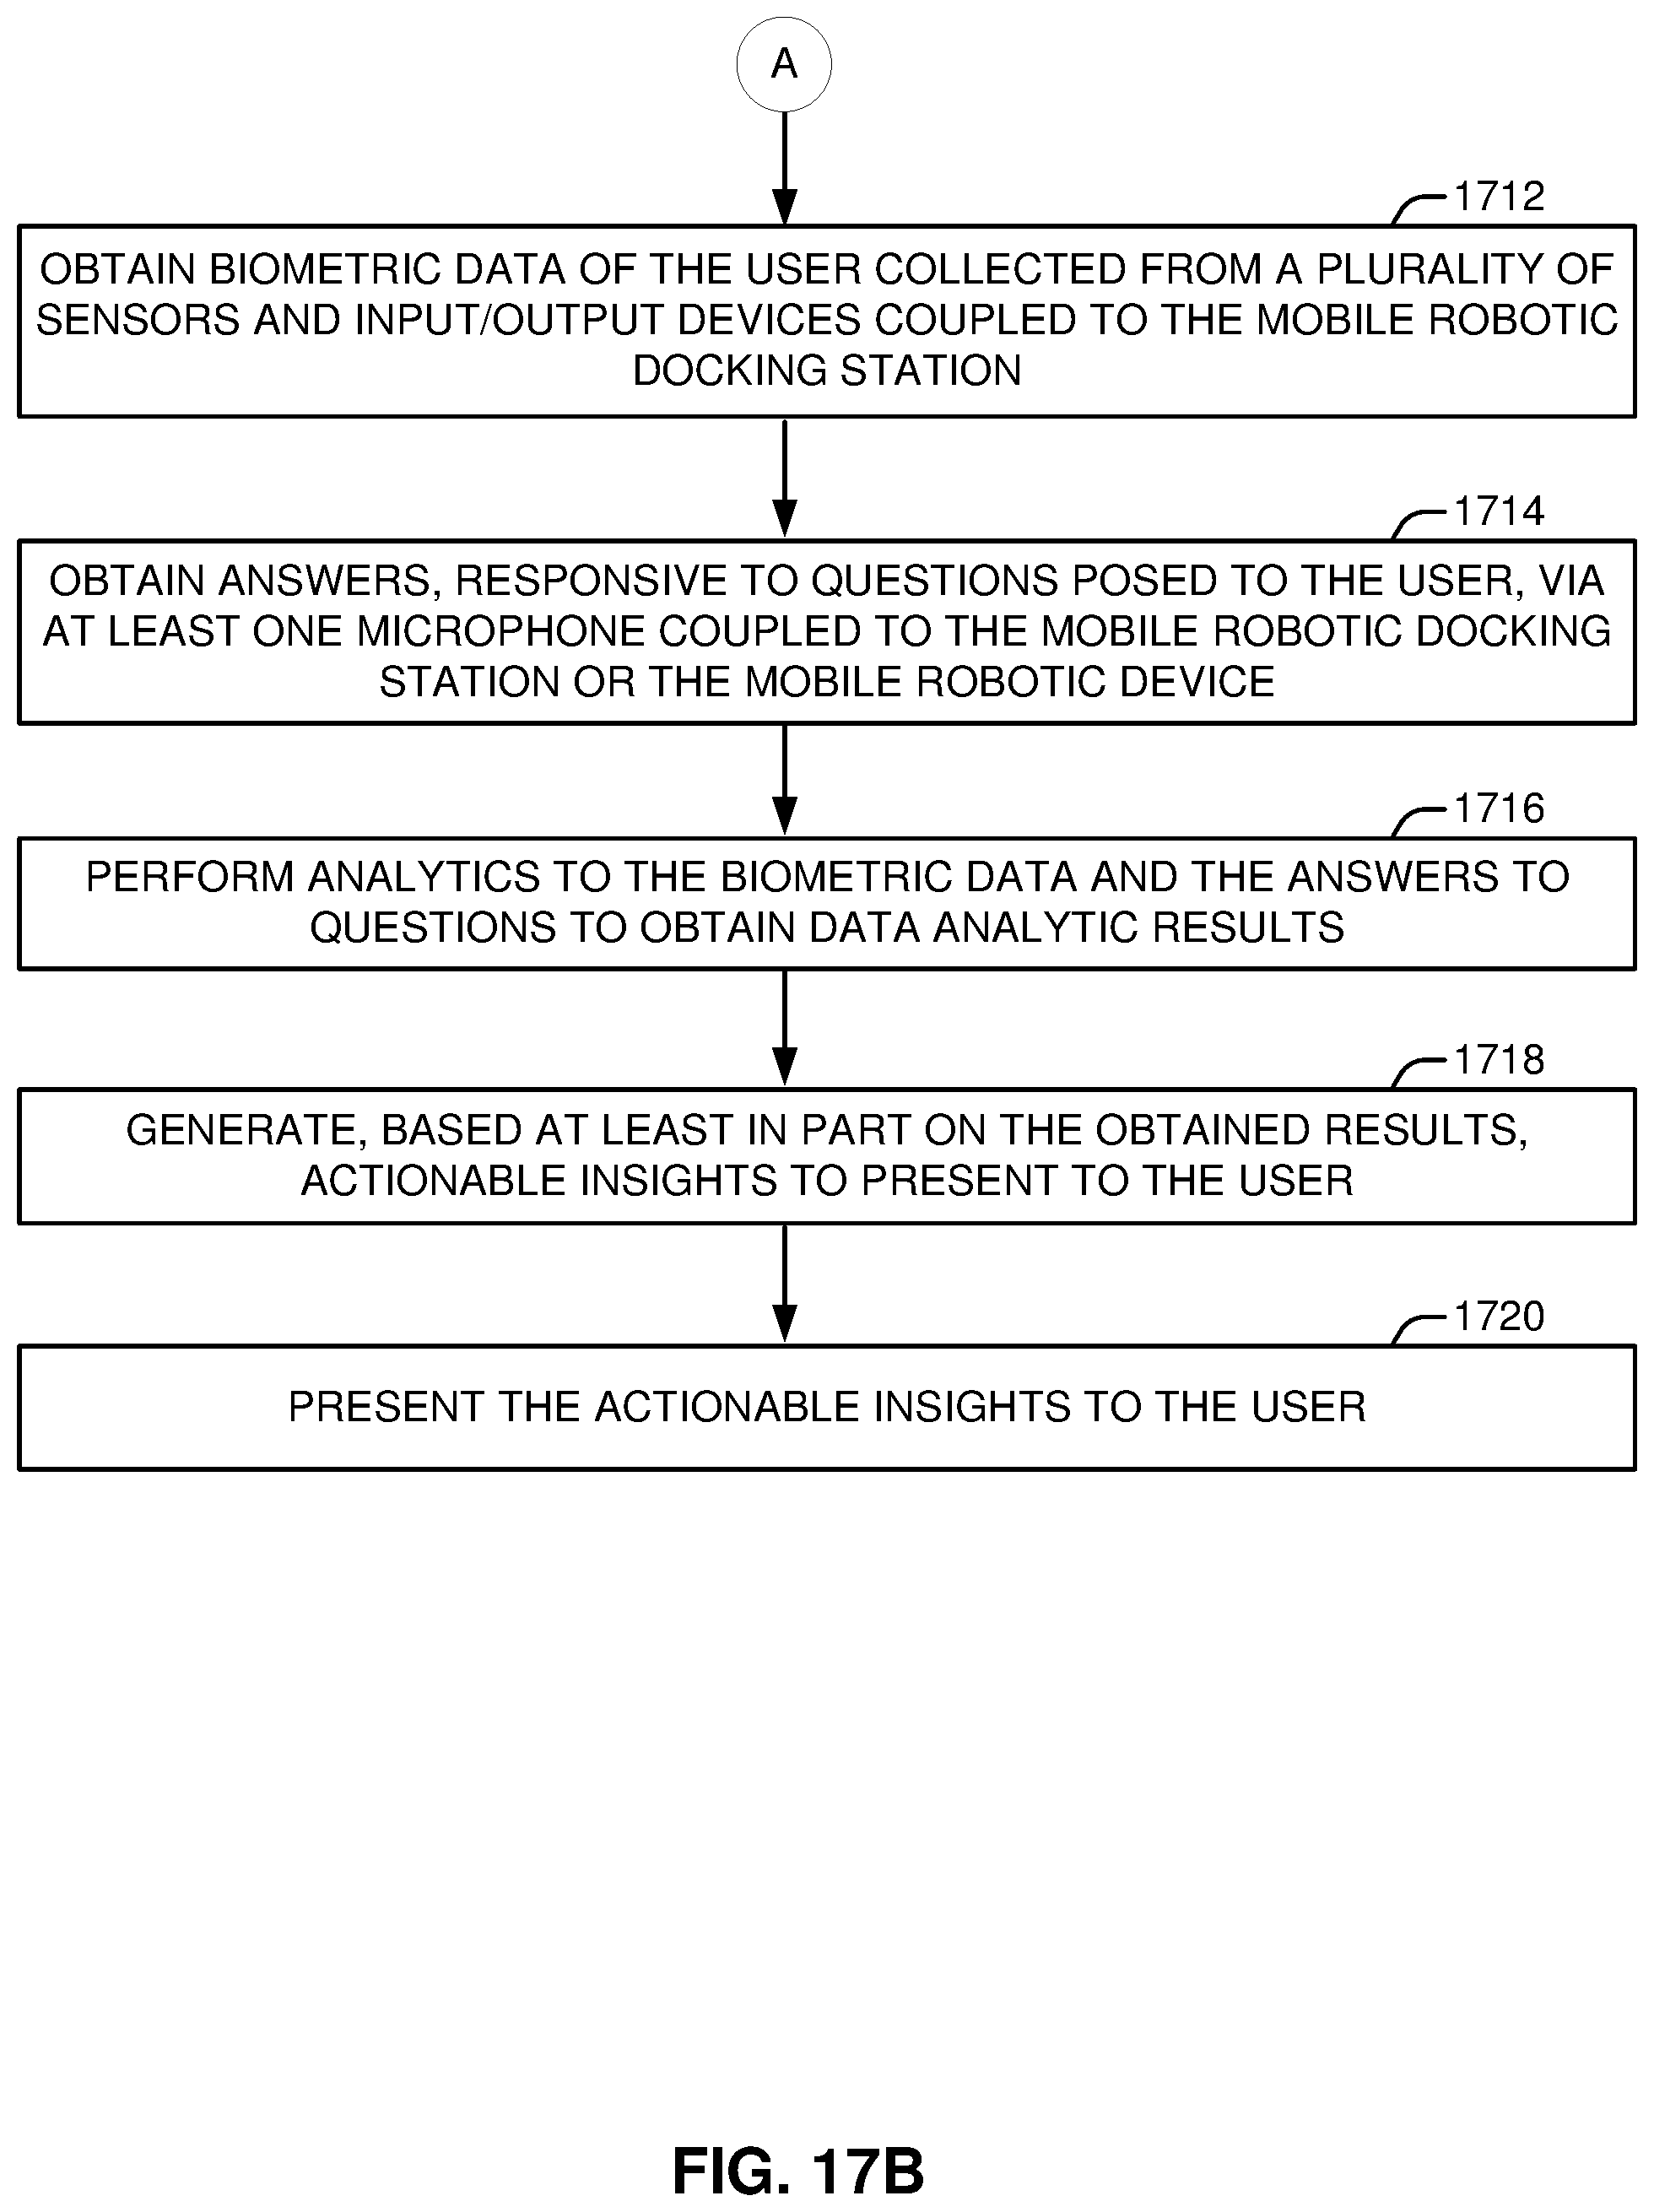 A
1712
OBTAIN BIOMETRIC DATA OF THE USER COLLECTED FROM A PLURALITY OF
SENSORS AND INPUT/OUTPUT DEVICES COUPLED TO THE MOBILE ROBOTIC
DOCKING STATION
1714
OBTAIN ANSWERS, RESPONSIVE TO QUESTIONS POSED TO THE USER, VIA
AT LEAST ONE MICROPHONE COUPLED TO THE MOBILE ROBOTIC DOCKING
STATION OR THE MOBILE ROBOTIC DEVICE
1716
PERFORM ANALYTICS TO THE BIOMETRIC DATA AND THE ANSWERS TO
QUESTIONS TO OBTAIN DATA ANALYTIC RESULTS
1718
GENERATE, BASED AT LEAST IN PART ON THE OBTAINED RESULTS,
ACTIONABLE INSIGHTS TO PRESENT TO THE USER
1720
PRESENT THE ACTIONABLE INSIGHTS TO THE USER
FIG. 17B